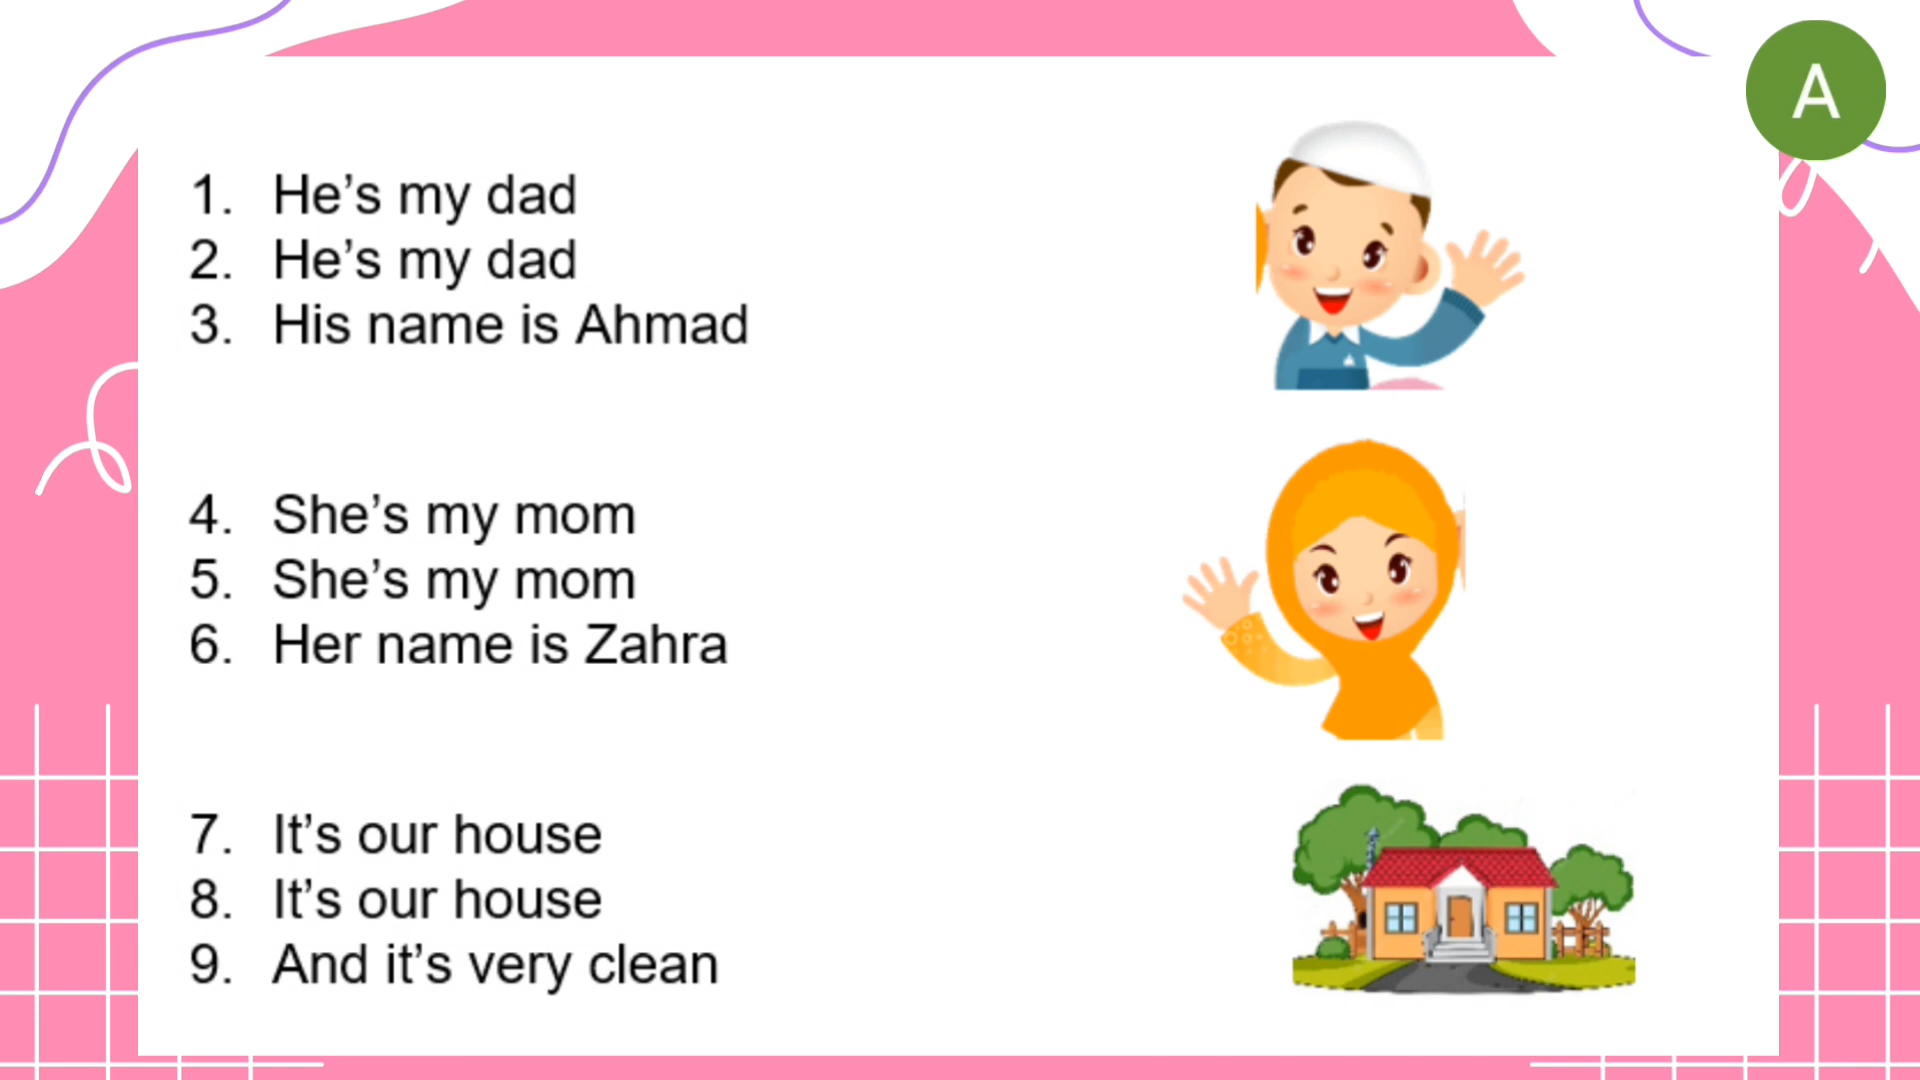 A
1. He’s my dad
2. He’s my dad
3. His name is Ahmad
4. She’s my mom
5. She’s my mom
6. Her name is Zahra
7. It’s our house
8. It’s our house
9. And it’s very clean